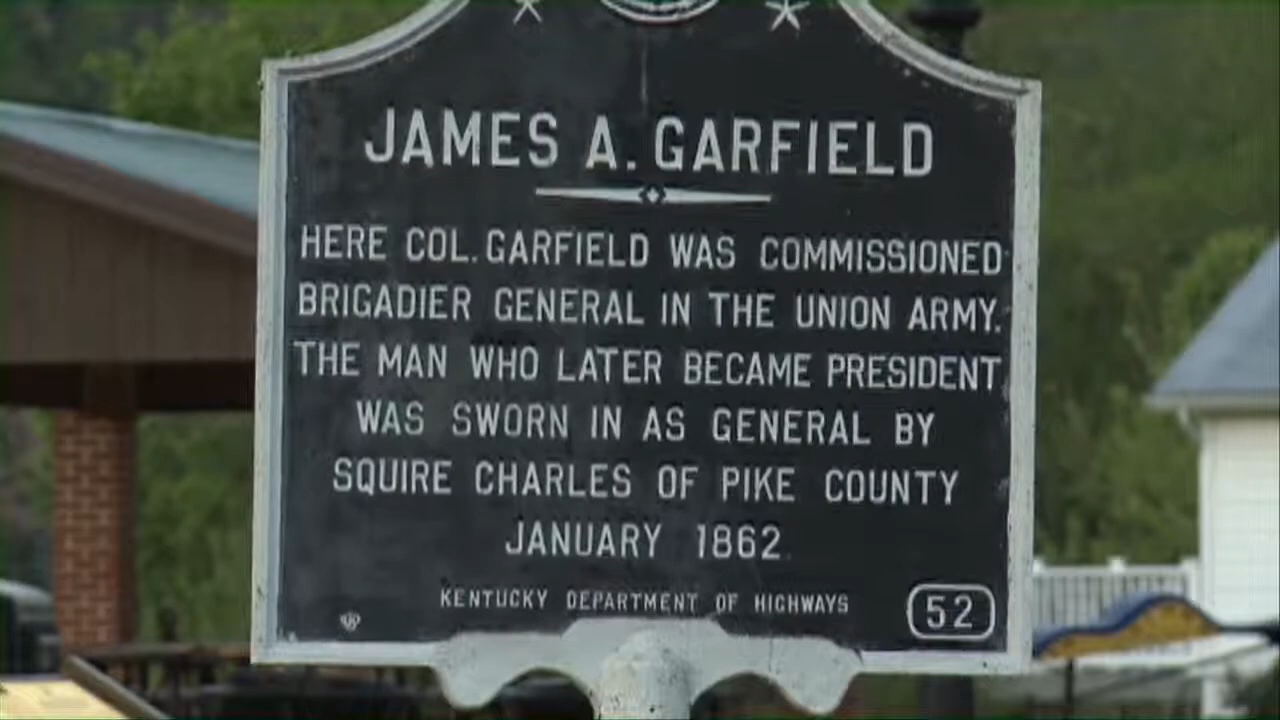 JAMES A. GARFIELD
HERE COL. GARFIELD WAS COMMISSIONED
BRIGADIER GENERAL IN THE UNION ARMY.
THE MAN WHO LATER BECAME PRESIDENT
WAS SWORN IN AS GENERAL BY
SQUIRE CHARLES OF PIKE COUNTY
JANUARY 1862.
KENTUCKY DEPARTMENT OF HIGHWAYS
52